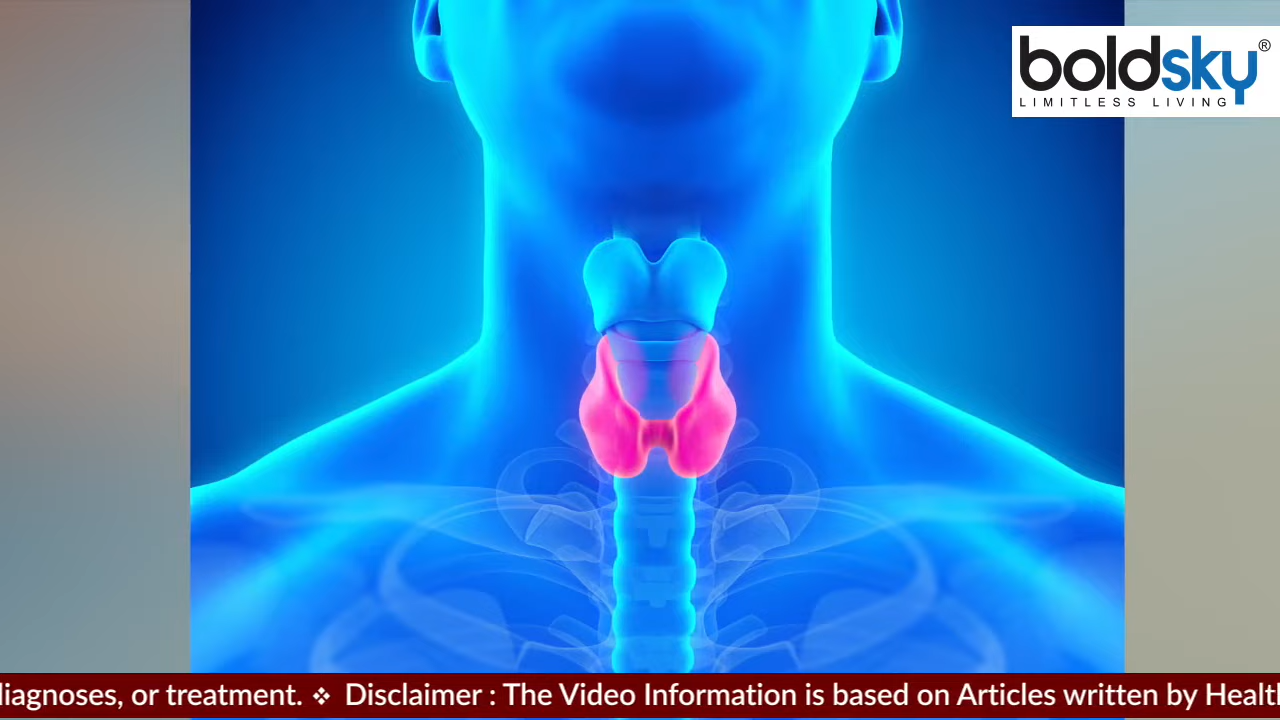 boldsky®
LIMITLESS LIVING
diagnoses, or treatment. ❖ Disclaimer : The Video Information is based on Articles written by Healt